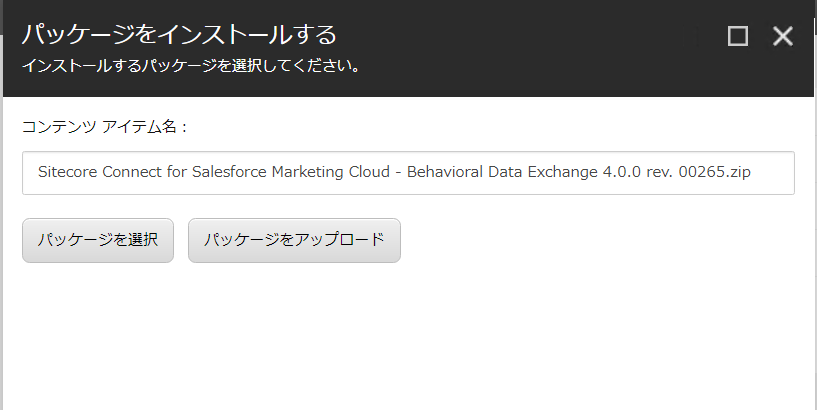 パッケージをインストールする
インストールするパッケージを選択してください。
コンテンツ アイテム名：
Sitecore Connect for Salesforce Marketing Cloud - Behavioral Data Exchange 4.0.0 rev. 00265.zip
パッケージを選択 パッケージをアップロード